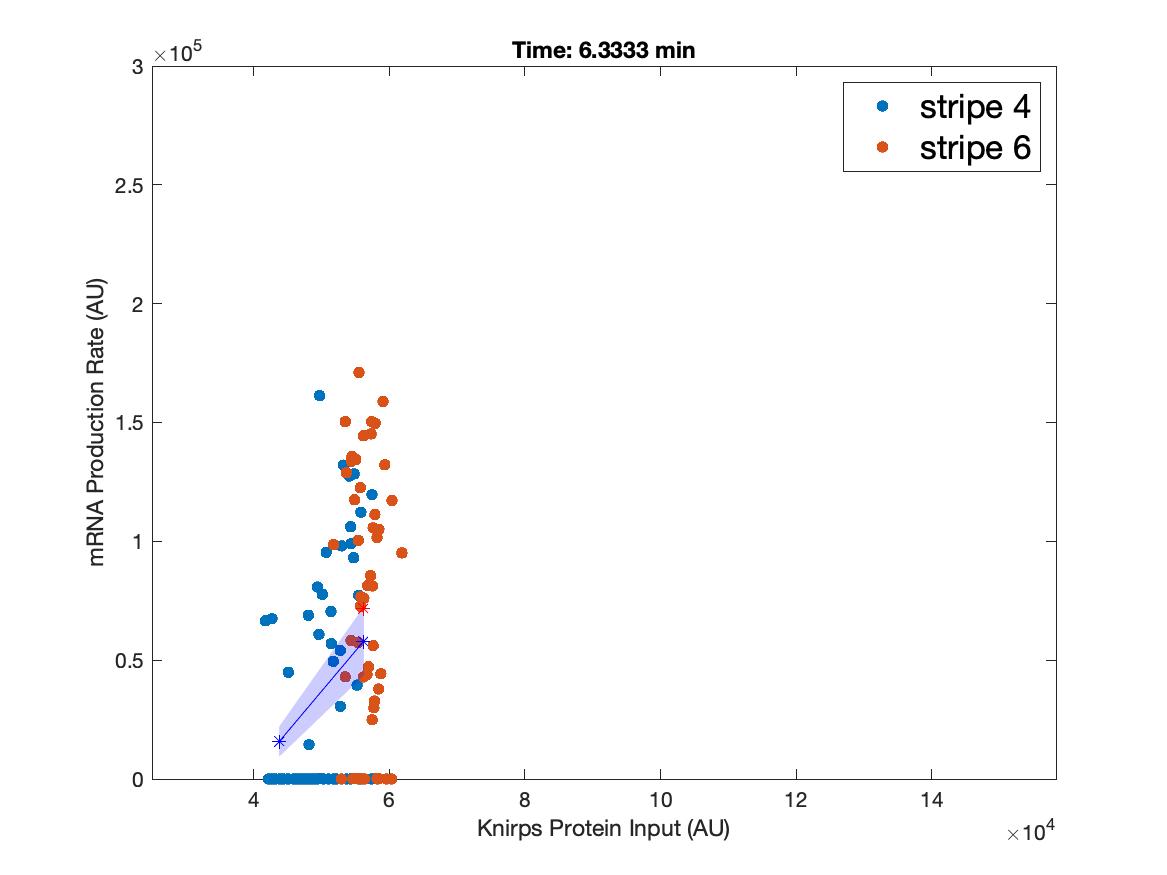 Time: 6.3333 min
×10^5
3
2.5
2
1.5
1
0.5
0
mRNA Production Rate (AU)
stripe 4
stripe 6
4 6 8 10 12 14
Knirps Protein Input (AU)
×10^4